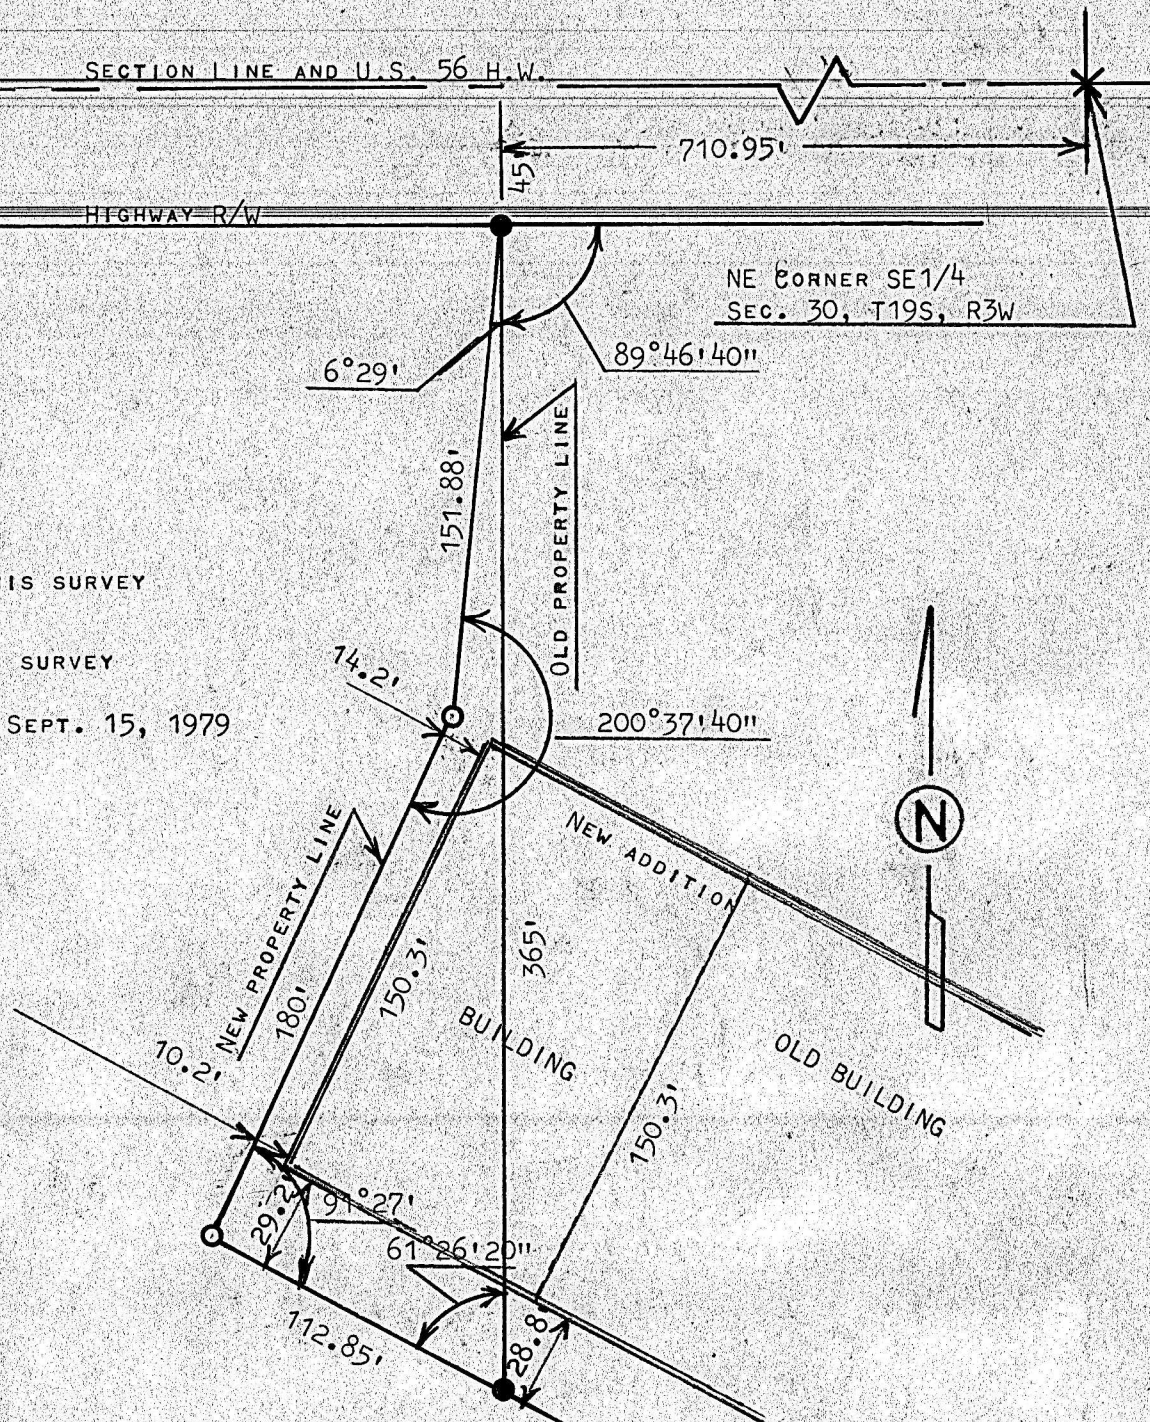 SECTION LINE AND U.S. 56 H.W.
710.95'
45'
HIGHWAY R/W
NE CORNER SE1/4
SEC. 30, T19S, R3W
6°29'
89°46'40"
151.88'
OLD PROPERTY LINE
IS SURVEY
SURVEY
SEPT. 15, 1979
14.2'
200°37'40"
NEW ADDITION
N
NEW PROPERTY LINE
180'
150.3'
365'
BUILDING
OLD BUILDING
10.2'
150.3'
29.2'
91°27'
61°26'20"
112.85'
28.8'